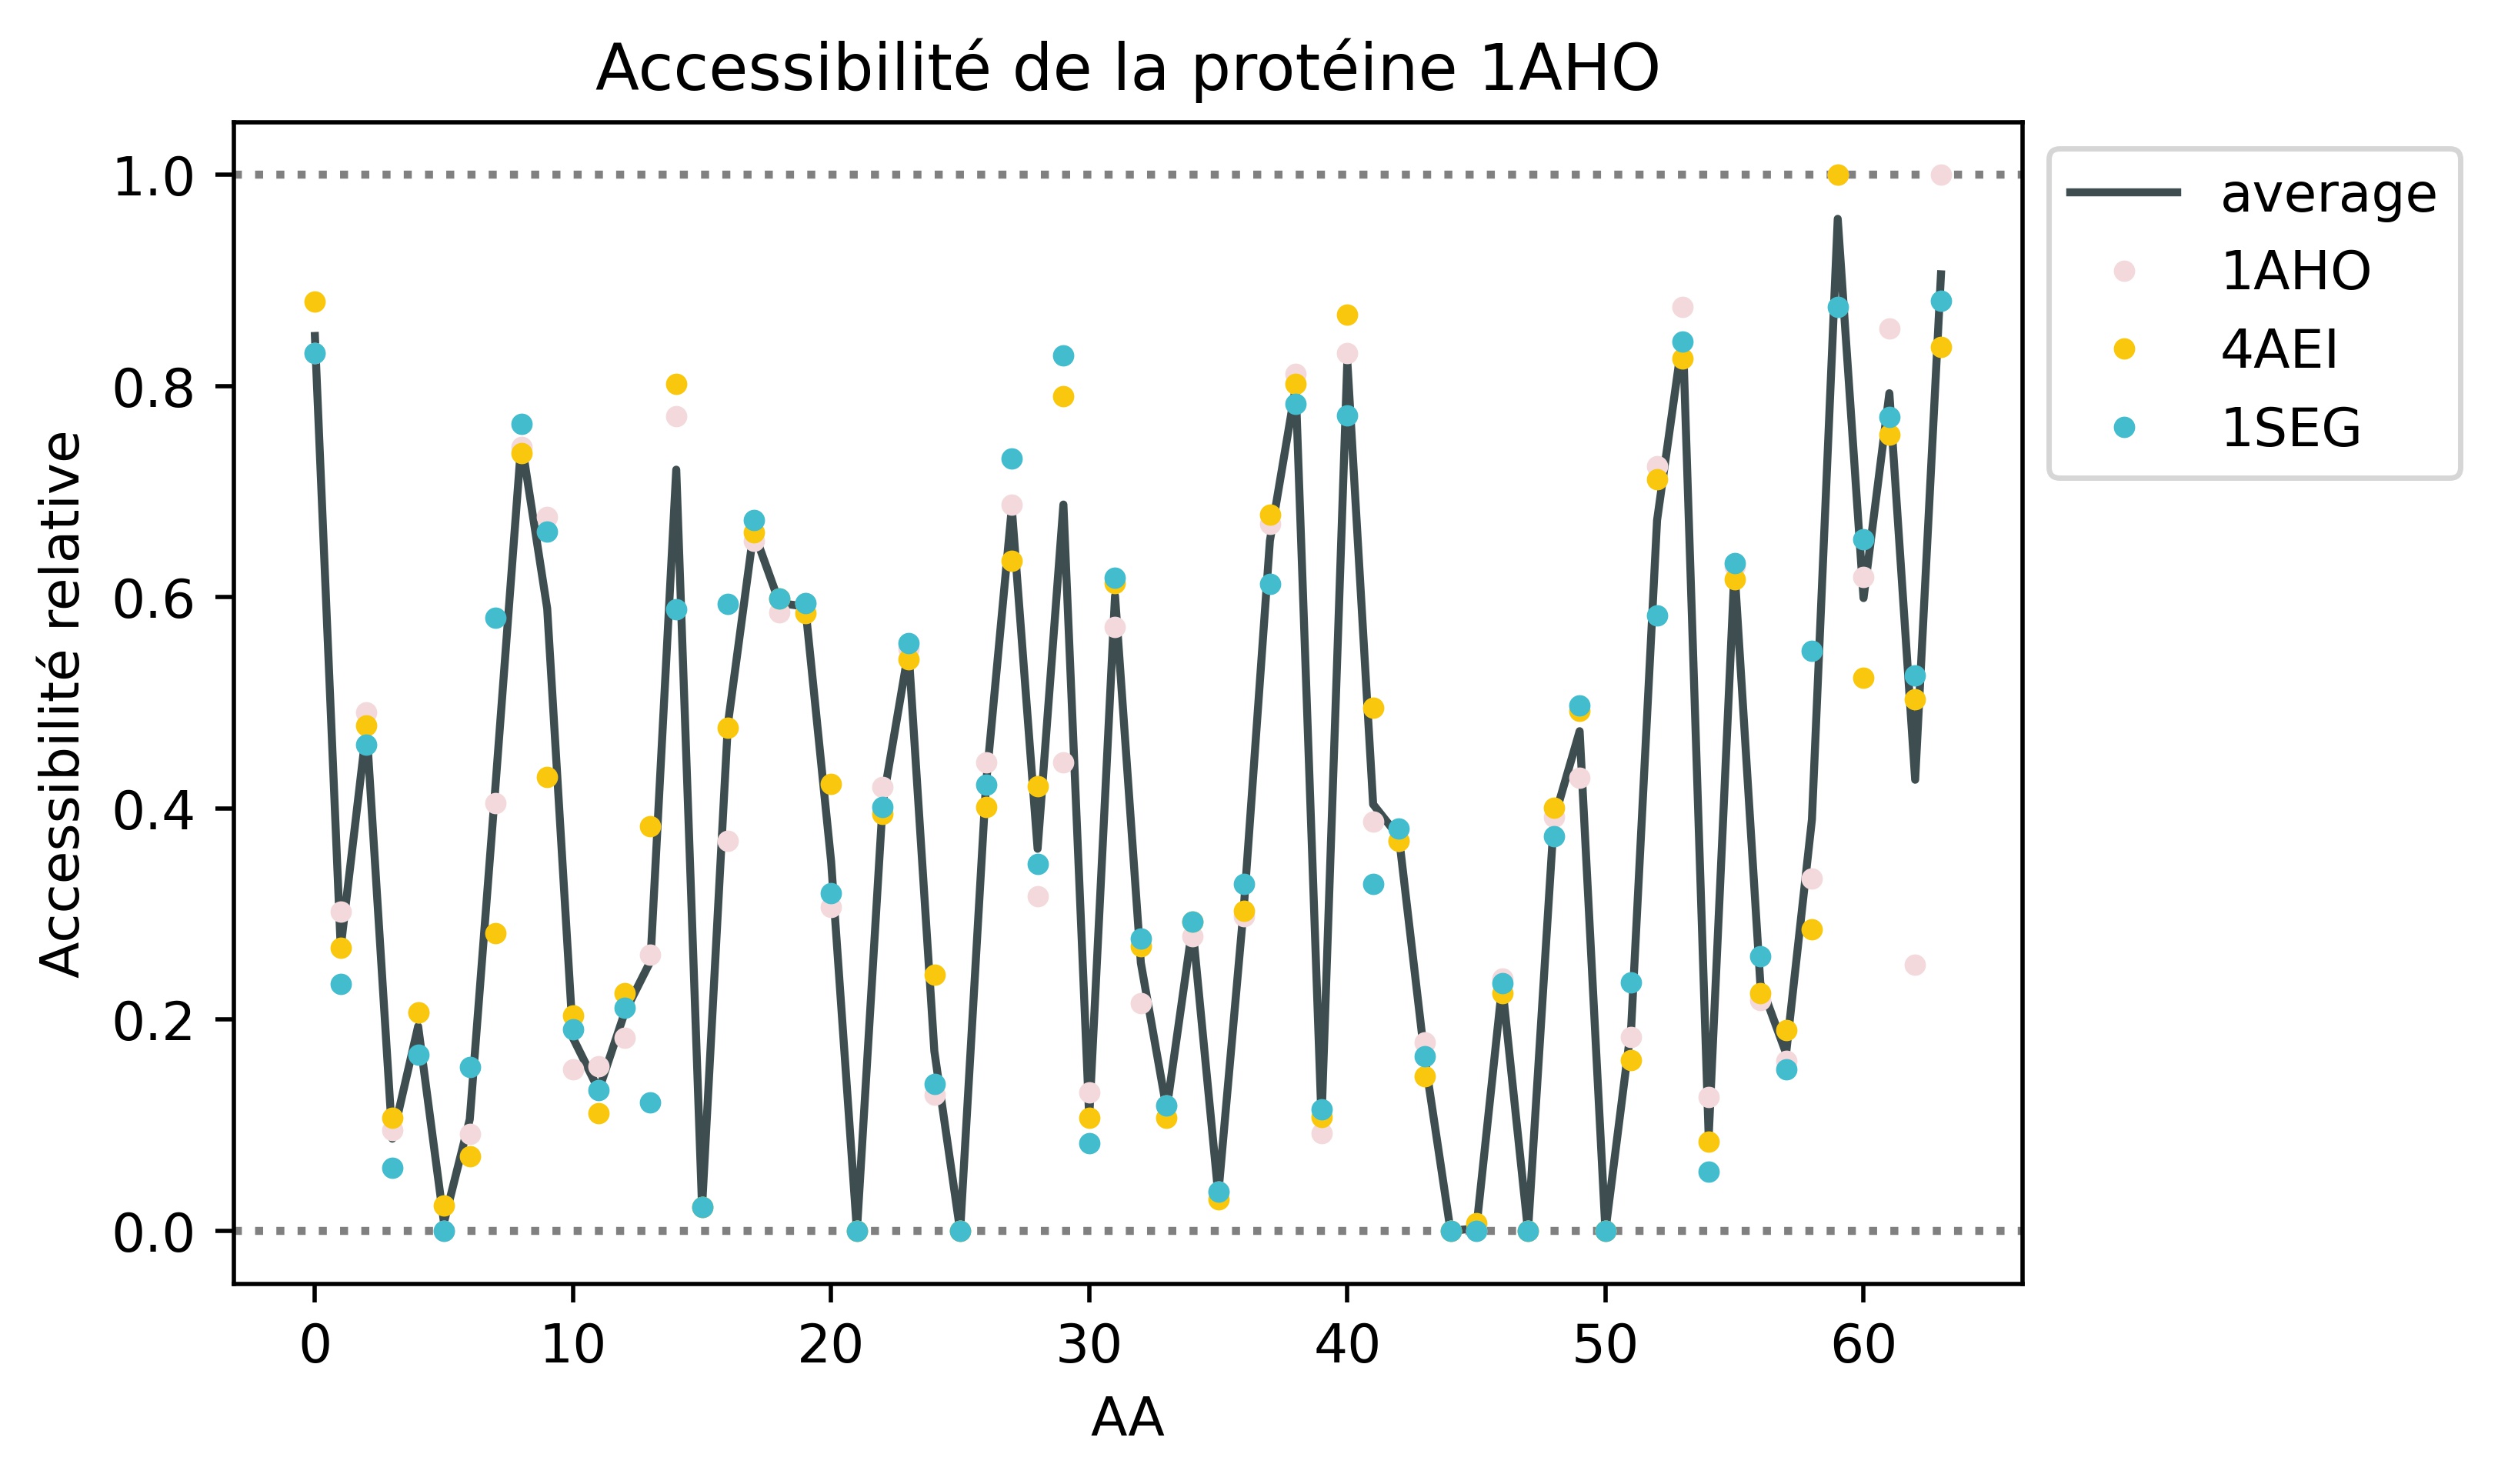 Accessibilité de la protéine 1AHO
1.0
0.8
0.6
0.4
0.2
0.0
Accessibilité relative
0 10 20 30 40 50 60
AA
average
1AHO
4AEI
1SEG